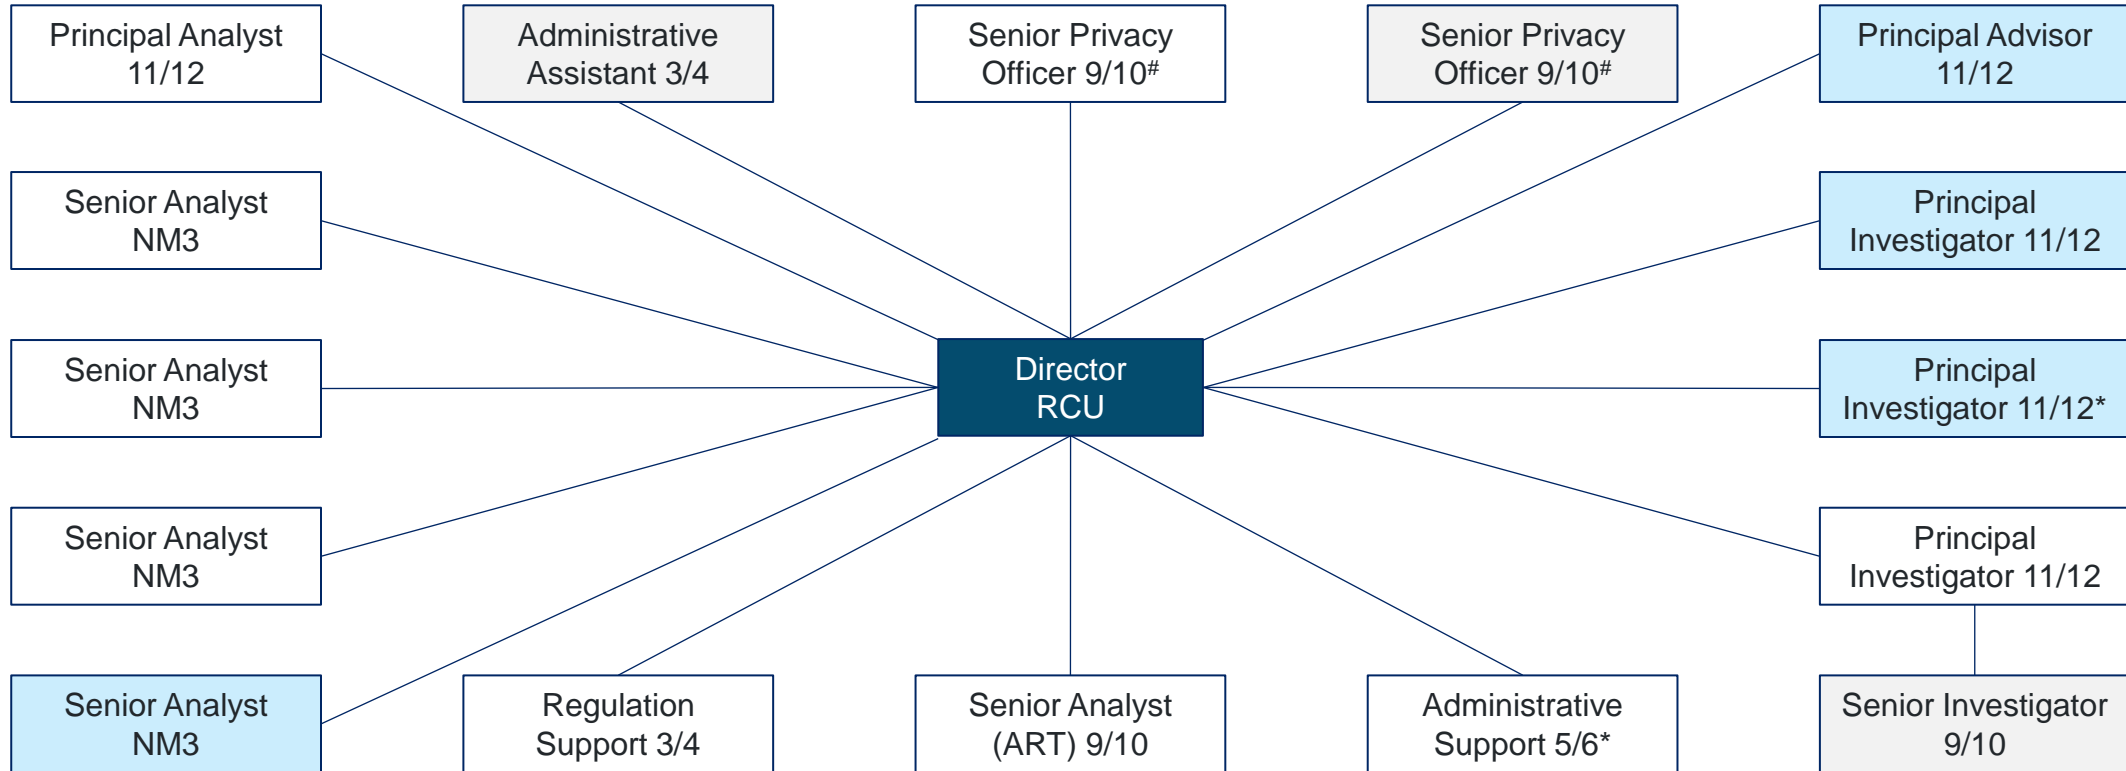 Principal Analyst
11/12
Administrative
Assistant 3/4
Senior Privacy
Officer 9/10#
Senior Privacy
Officer 9/10#
Principal Advisor
11/12
Senior Analyst
NM3
Principal
Investigator 11/12
Senior Analyst
NM3
Director
RCU
Principal
Investigator 11/12*
Senior Analyst
NM3
Principal
Investigator 11/12
Senior Analyst
NM3
Regulation
Support 3/4
Senior Analyst
(ART) 9/10
Administrative
Support 5/6*
Senior Investigator
9/10